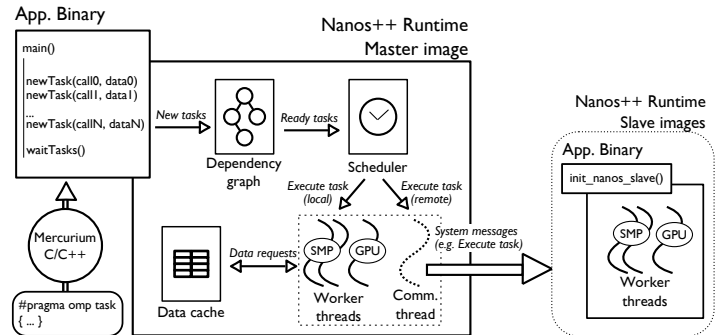 App. Binary
main()
newTask(call0, data0)
newTask(call1, data1)
...
newTask(callN, dataN)
waitTasks()
Mercurium
C/C++
#pragma omp task
{ ... }
Nanos++ Runtime
Master image
New tasks
Dependency
graph
Ready tasks
Scheduler
Execute task
(local)
Execute task
(remote)
Data cache
Data requests
SMP
GPU
Worker
threads
Comm.
thread
System messages
(e.g. Execute task)
Nanos++ Runtime
Slave images
App. Binary
init_nanos_slave()
SMP
GPU
Worker
threads